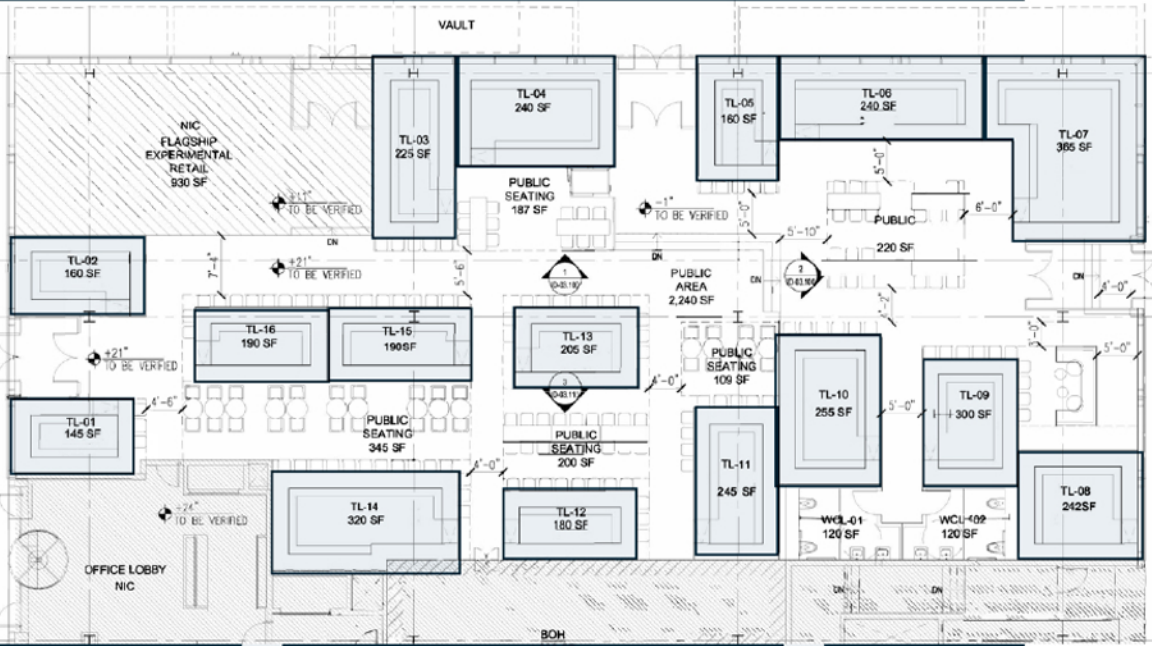 VAULT
NIC
FLAGSHIP
EXPERIMENTAL
RETAIL
930 SF
TL-03
225 SF
TL-04
240 SF
TL-05
160 SF
TL-06
240 SF
TL-07
365 SF
PUBLIC
SEATING
187 SF
-1"
TO BE VERIFIED
TO BE VERIFIED
5'-0"
5'-0"
6'-0"
PUBLIC
220 SF
5'-10"
DN
DN
TL-02
160 SF
7'-4"
+21"
TO BE VERIFIED
5'-6"
1
PUBLIC
AREA
2,240 SF
DN
2
DN
4'-0"
TL-16
190 SF
TL-15
190SF
TL-13
205 SF
+21"
TO BE VERIFIED
PUBLIC
SEATING
109 SF
5'-0"
TL-01
145 SF
4'-6"
PUBLIC
SEATING
345 SF
3
4'-0"
TL-10
255 SF
5'-0"
TL-09
300 SF
PUBLIC
SEATING
200 SF
4'-0"
TL-11
245 SF
TL-08
242SF
+24"
TO BE VERIFIED
TL-14
320 SF
TL-12
180 SF
WCL-01
120 SF
WCL-02
120 SF
OFFICE LOBBY
NIC
DN
DN
BOH